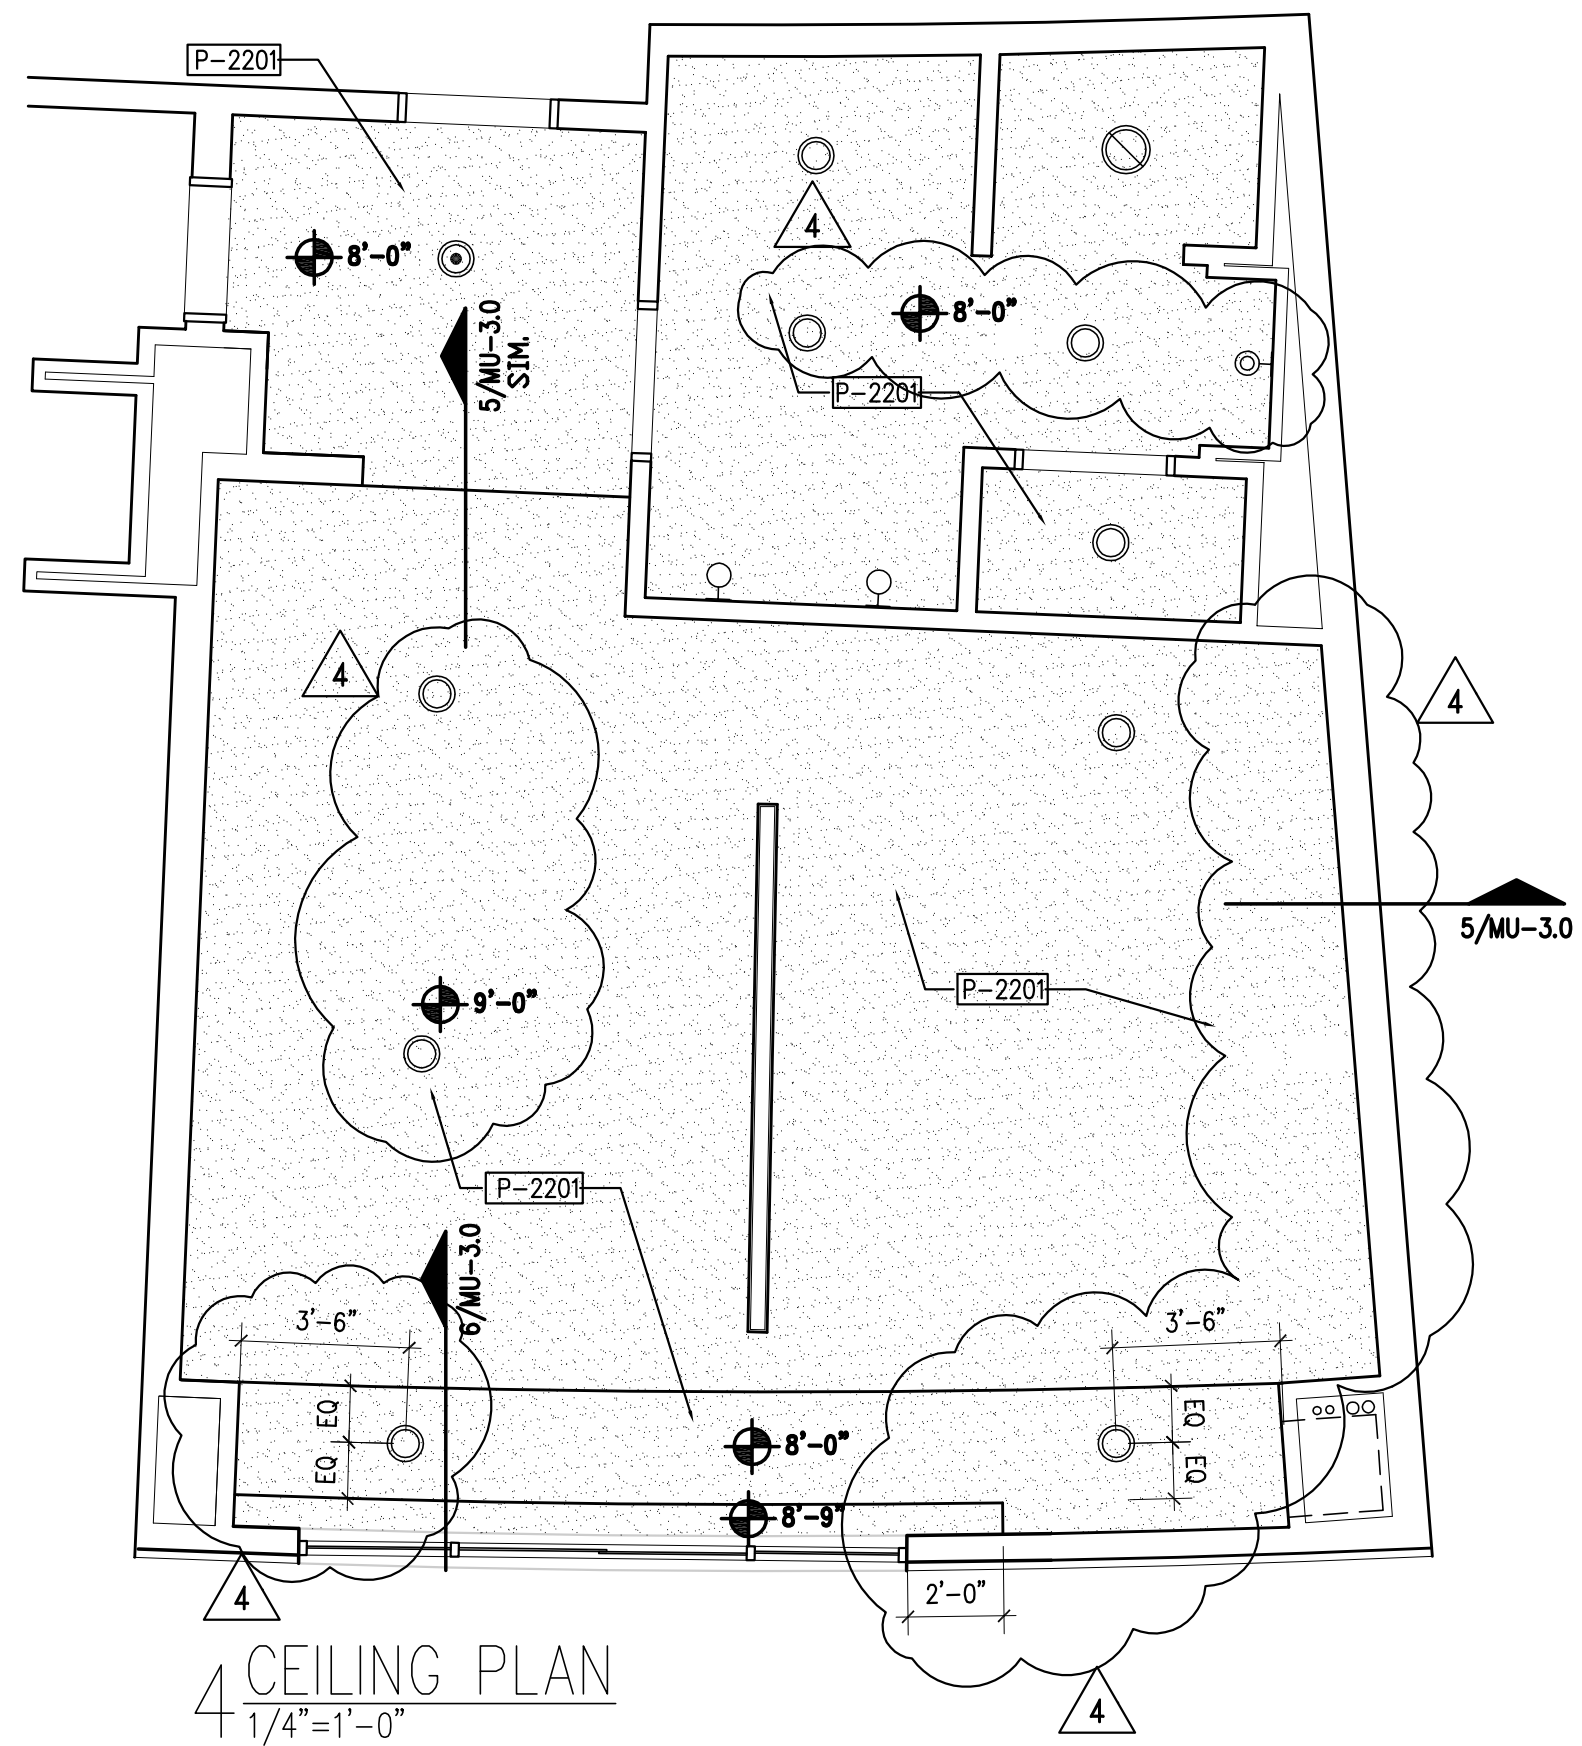 P-2201
4
8'-0"
5/MU-3.0
SIM.
8'-0"
P-2201
4
4
5/MU-3.0
P-2201
9'-0"
P-2201
6/MU-3.0
3'-6"
3'-6"
EQ
EQ
EQ
EQ
8'-0"
8'-9"
2'-0"
4
4
4 CEILING PLAN
1/4"=1'-0"